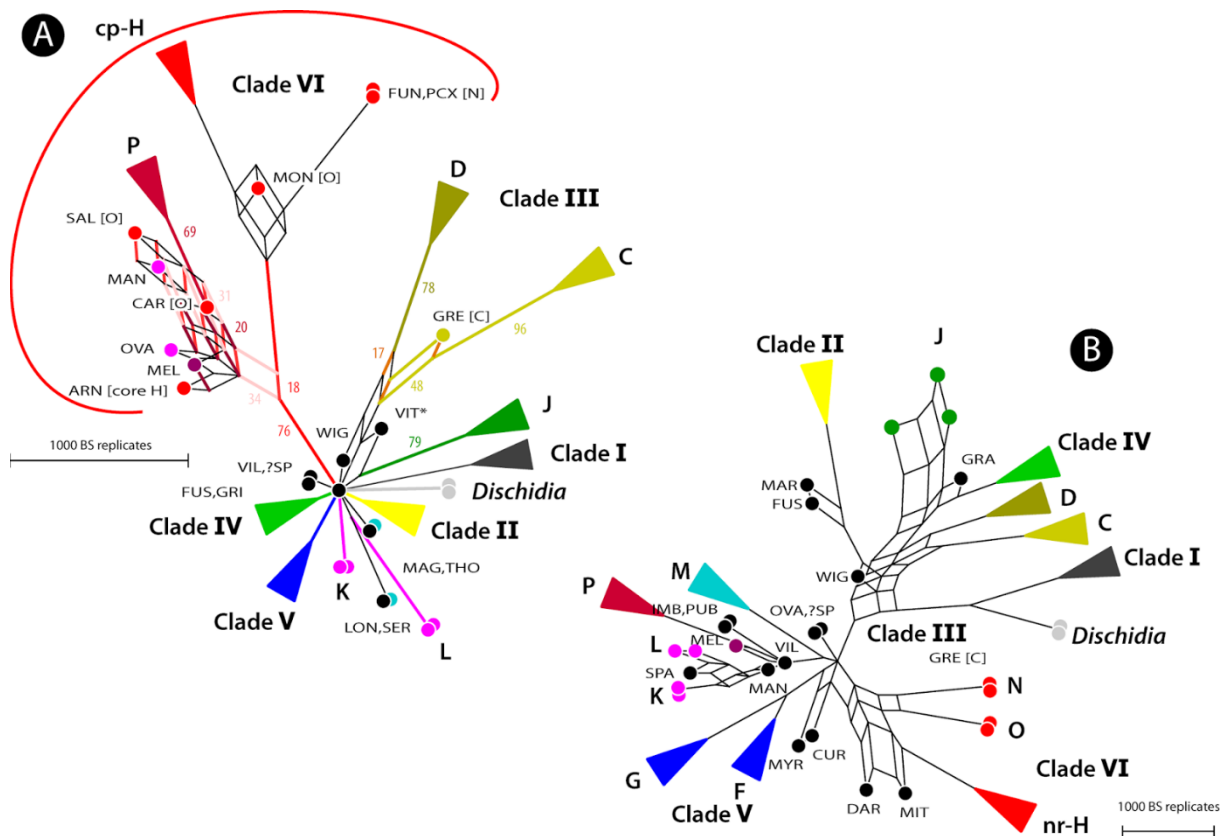 A
cp-H
Clade VI
FUN,PCX [N]
P
MON [O]
D
Clade III
SAL [O]
69
C
MAN
31
78
CAR [O]
GRE [C]
96
20
OVA
17
MEL
48
ARN [core H]
34
18
VIT*
J
76
WIG
79
1000 BS replicates
VIL,?SP
Clade I
FUS,GRI
Dischidia
Clade IV
Clade II
MAG,THO
K
Clade V
LON,SER
L
B
Clade II
J
GRA
Clade IV
MAR
FUS
D
C
M
WIG
Clade I
P
IMB,PUB
OVA,?SP
MEL
VIL
Clade III
Dischidia
L
GRE [C]
SPA
MAN
K
N
O
G
F
MYR
CUR
Clade V
Clade VI
DAR
MIT
nr-H
1000 BS replicates